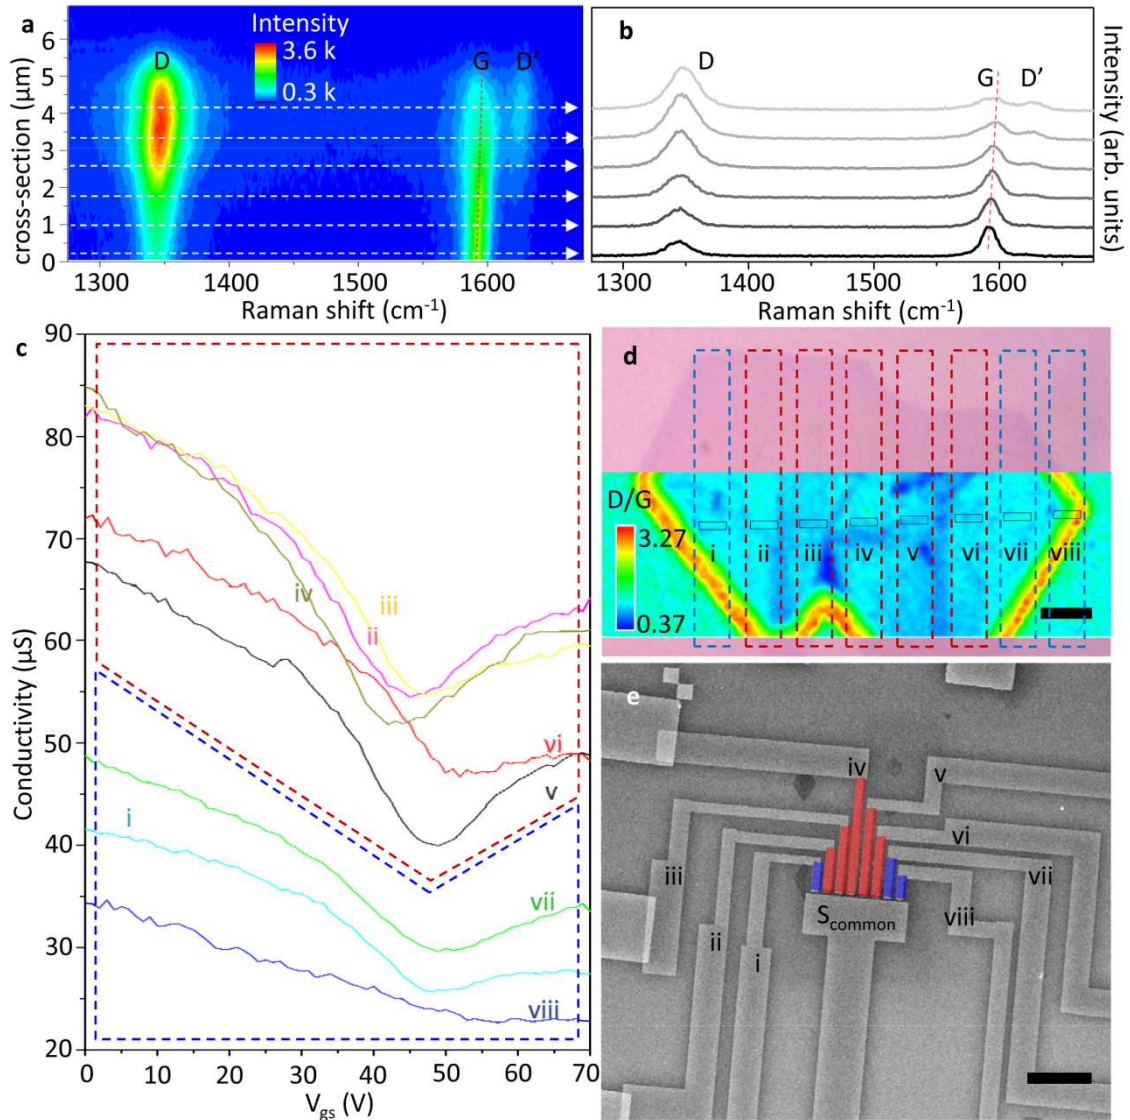 a
Intensity
3.6 k
0.3 k
D
G
D’
cross-section (μm)
6
5
4
3
2
1
0
1300
1400
1500
1600
Raman shift (cm⁻¹)
b
D
G
D’
Intensity (arb. units)
1300
1400
1500
1600
Raman shift (cm⁻¹)
c
Conductivity (μS)
90
80
70
60
50
40
30
20
iv
iii
ii
vi
v
i
vii
viii
0
10
20
30
40
50
60
70
Vgs (V)
d
D/G
3.27
0.37
i
ii
iii
iv
v
vi
vii
viii
e
iv
v
vi
iii
vii
Scommon
viii
ii
i